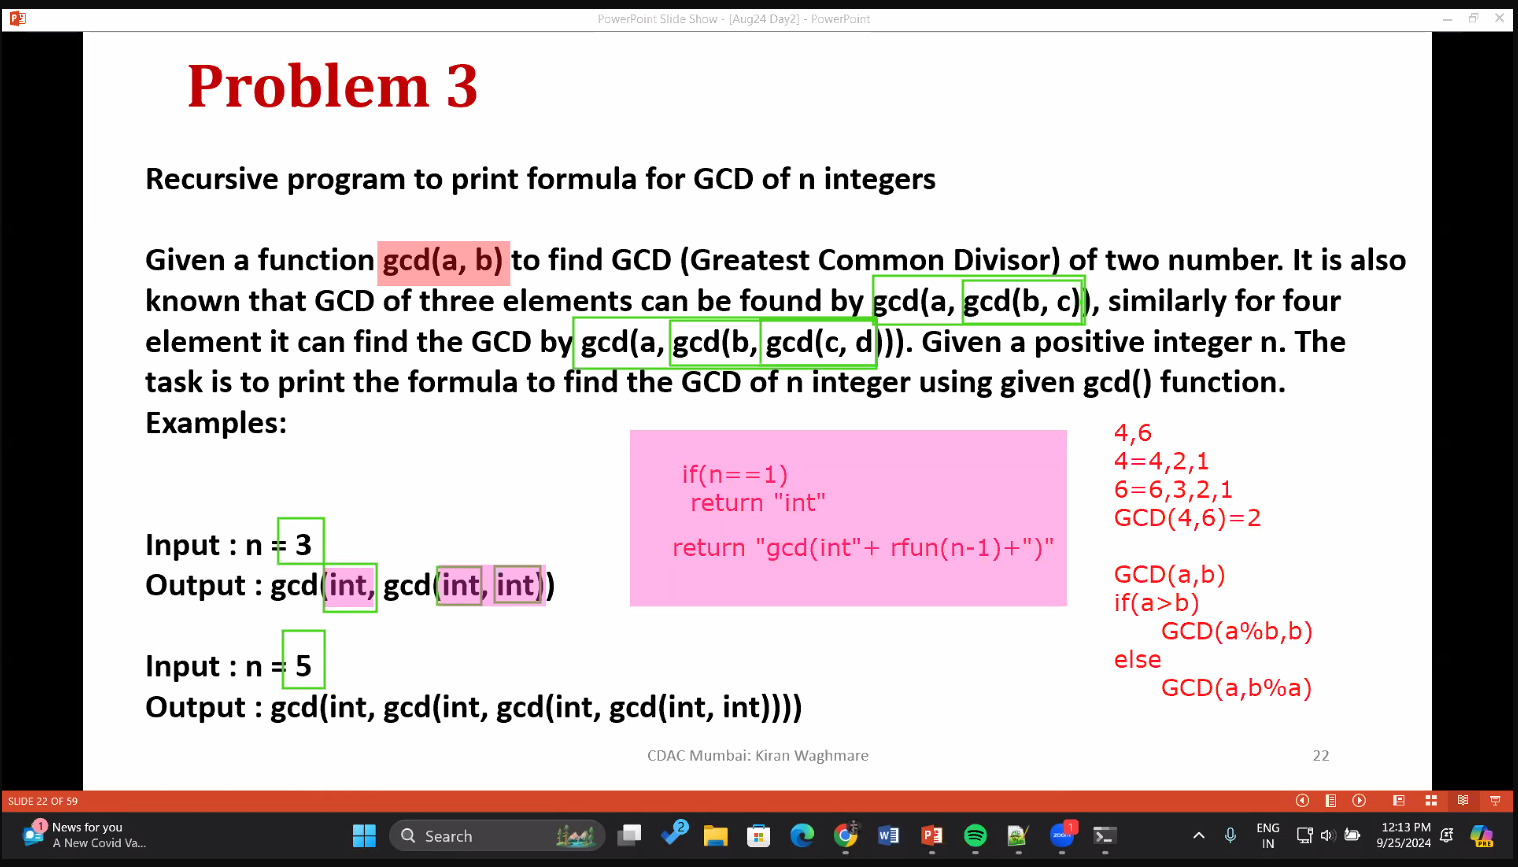 PowerPoint Slide Show - [Aug24 Day2] - PowerPoint
Problem 3
Recursive program to print formula for GCD of n integers
Given a function gcd(a, b) to find GCD (Greatest Common Divisor) of two number. It is also
known that GCD of three elements can be found by gcd(a, gcd(b, c)), similarly for four
element it can find the GCD by gcd(a, gcd(b, gcd(c, d))). Given a positive integer n. The
task is to print the formula to find the GCD of n integer using given gcd() function.
Examples:
Input : n = 3
Output : gcd(int, gcd(int, int))
Input : n = 5
Output : gcd(int, gcd(int, gcd(int, gcd(int, int))))
if(n==1)
return "int"
return "gcd(int"+ rfun(n-1)+")"
4,6
4=4,2,1
6=6,3,2,1
GCD(4,6)=2
GCD(a,b)
if(a>b)
GCD(a%b,b)
else
GCD(a,b%a)
CDAC Mumbai: Kiran Waghmare
22
SLIDE 22 OF 59
1
News for you
A New Covid Va...
Search
2
zoom
1
ENG
IN
12:13 PM
9/25/2024
PRE